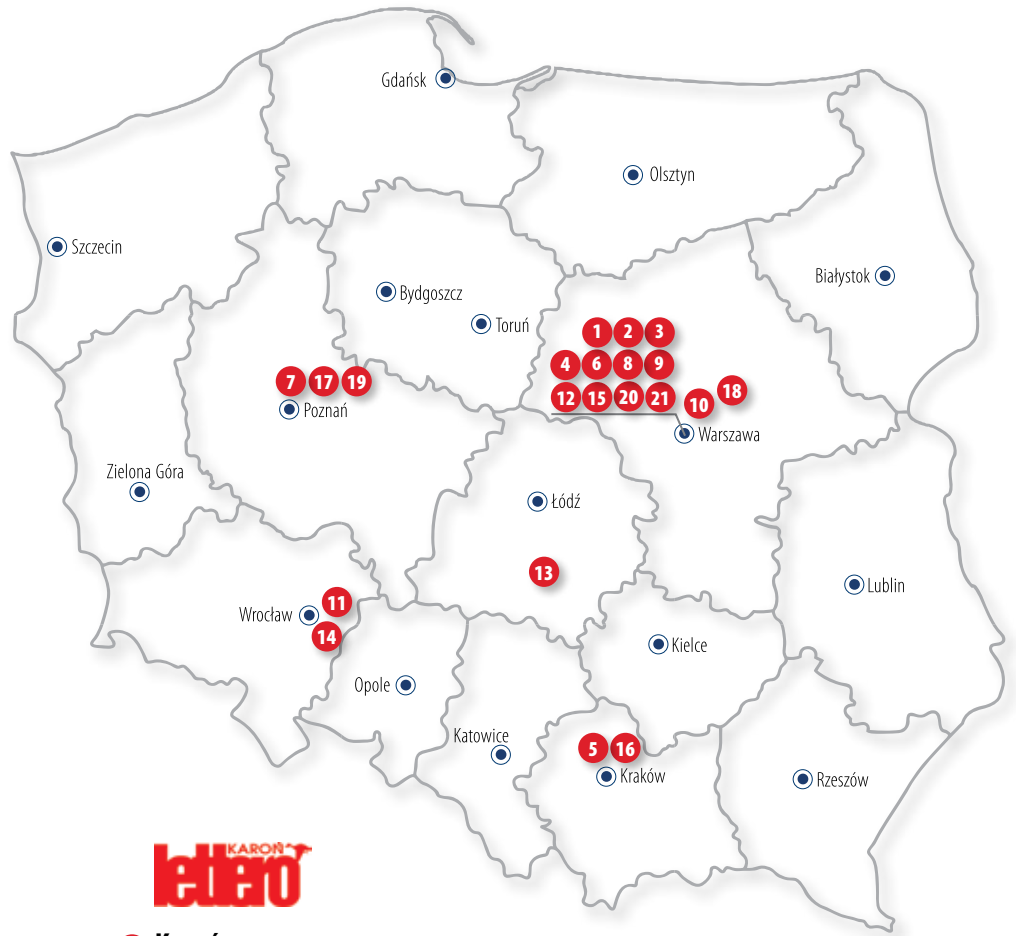 Gdańsk
Olsztyn
Szczecin
Białystok
Bydgoszcz
Toruń
1 2 3
4 6 8 9
12 15 20 21
10
18
7 17 19
Poznań
Warszawa
Zielona Góra
Łódź
13
Lublin
11
Wrocław
14
Kielce
Opole
Katowice
5 16
Kraków
Rzeszów
KAROŃ
lettero